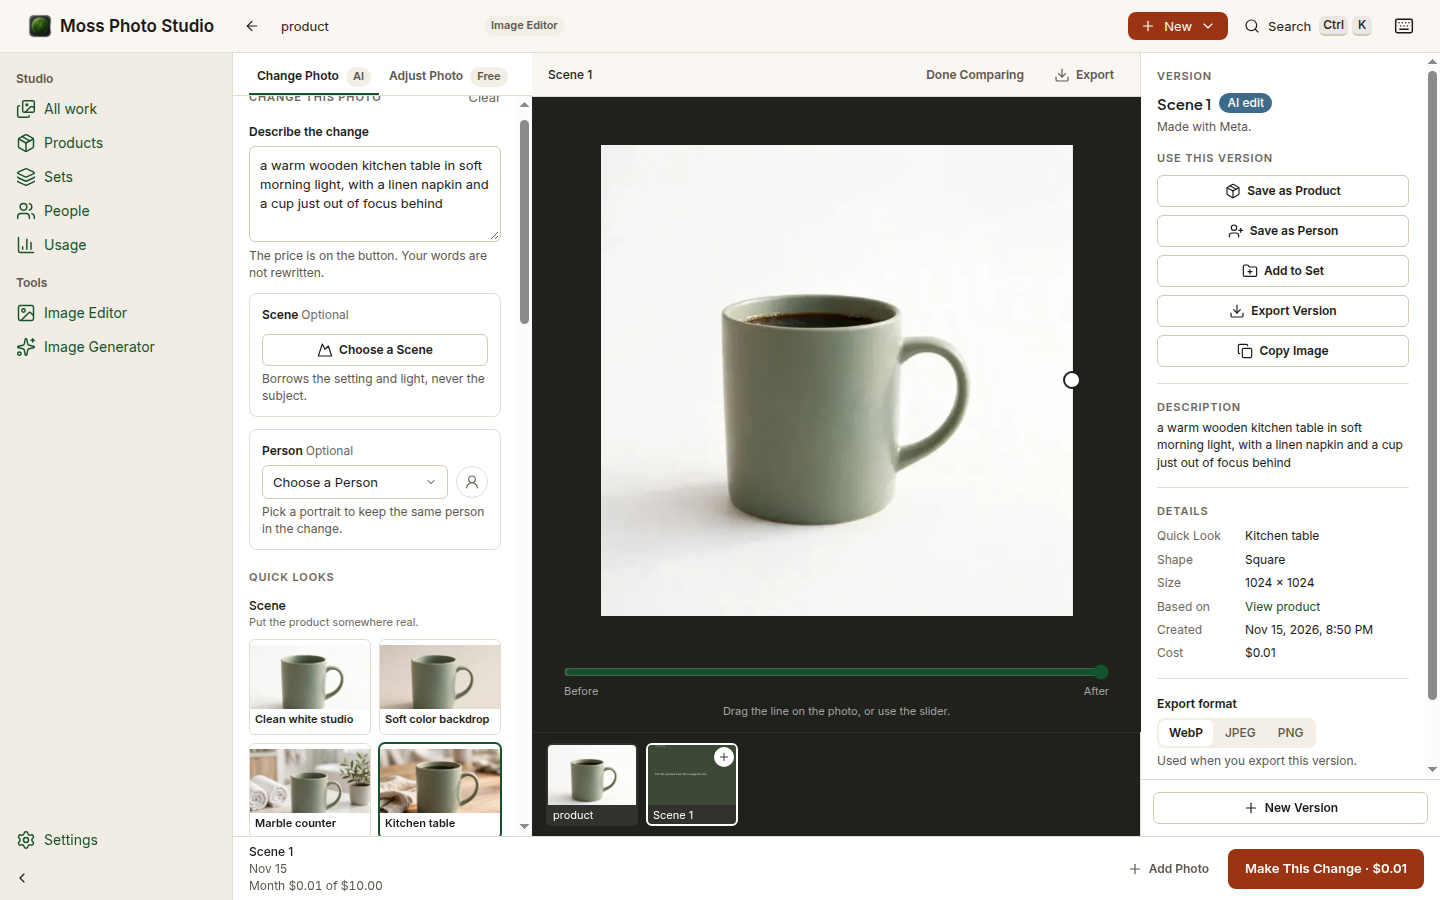 Moss Photo Studio
product
Image Editor
New
Search
Ctrl
K
Studio
All work
Products
Sets
People
Usage
Tools
Image Editor
Image Generator
Settings
Change Photo
AI
Adjust Photo
Free
CHANGE THIS PHOTO
Clear
Describe the change
a warm wooden kitchen table in soft
morning light, with a linen napkin and
a cup just out of focus behind
The price is on the button. Your words are
not rewritten.
Scene Optional
Choose a Scene
Borrows the setting and light, never the
subject.
Person Optional
Choose a Person
Pick a portrait to keep the same person
in the change.
QUICK LOOKS
Scene
Put the product somewhere real.
Clean white studio
Soft color backdrop
Marble counter
Kitchen table
Scene 1
Done Comparing
Export
Before
After
Drag the line on the photo, or use the slider.
product
Scene 1
VERSION
Scene 1
AI edit
Made with Meta.
USE THIS VERSION
Save as Product
Save as Person
Add to Set
Export Version
Copy Image
DESCRIPTION
a warm wooden kitchen table in soft
morning light, with a linen napkin and a cup
just out of focus behind
DETAILS
Quick Look Kitchen table
Shape Square
Size 1024 × 1024
Based on View product
Created Nov 15, 2026, 8:50 PM
Cost $0.01
Export format
WebP
JPEG
PNG
Used when you export this version.
New Version
Scene 1
Nov 15
Month $0.01 of $10.00
Add Photo
Make This Change · $0.01